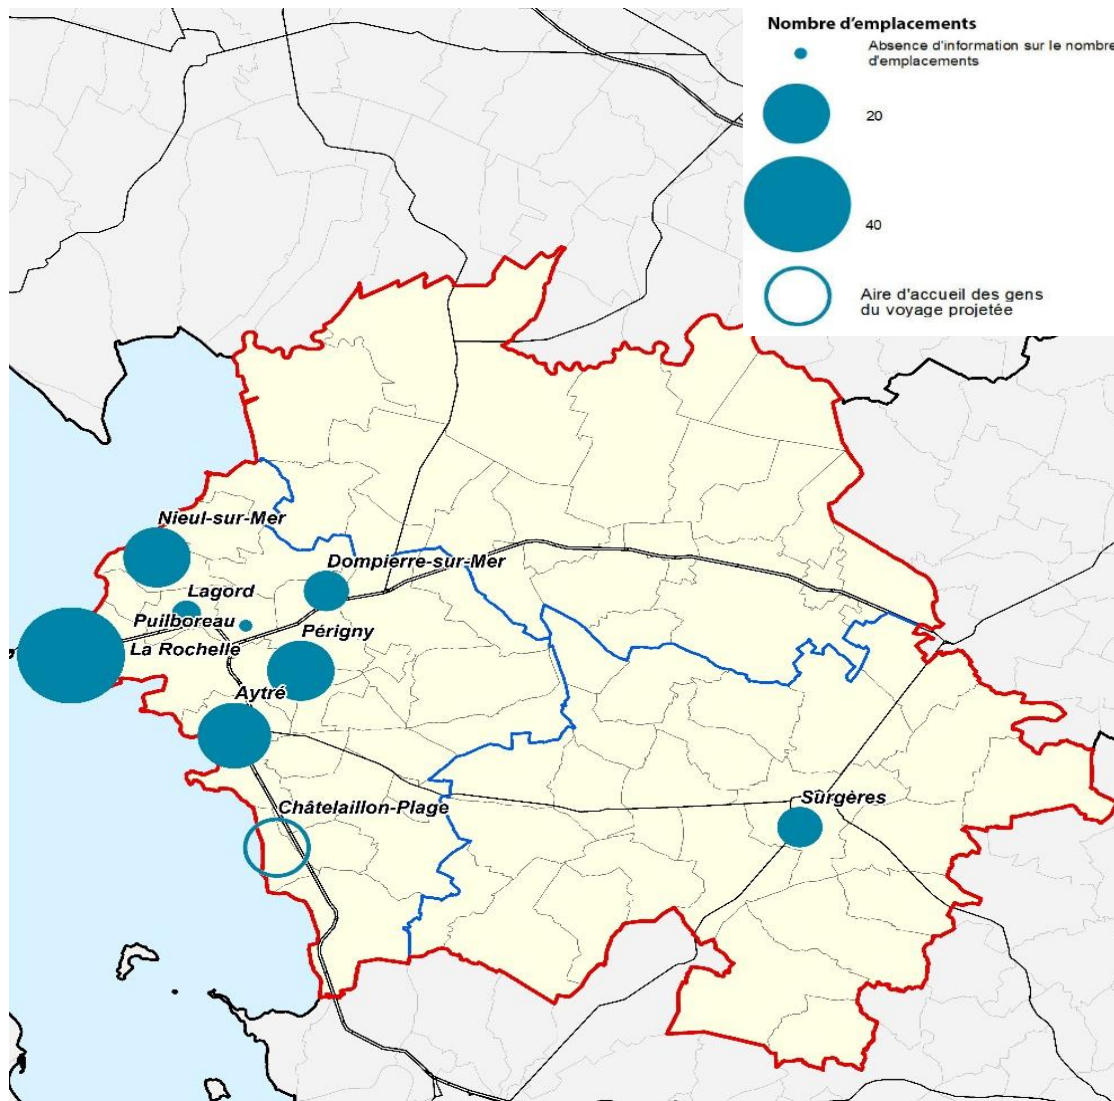 Nombre d'emplacements
Absence d'information sur le nombre
d'emplacements
20
40
Aire d'accueil des gens
du voyage projetée
Nieul-sur-Mer
Dompierre-sur-Mer
Lagord
Puilboreau
Périgny
La Rochelle
Aytré
Châtelaillon-Plage
Surgères